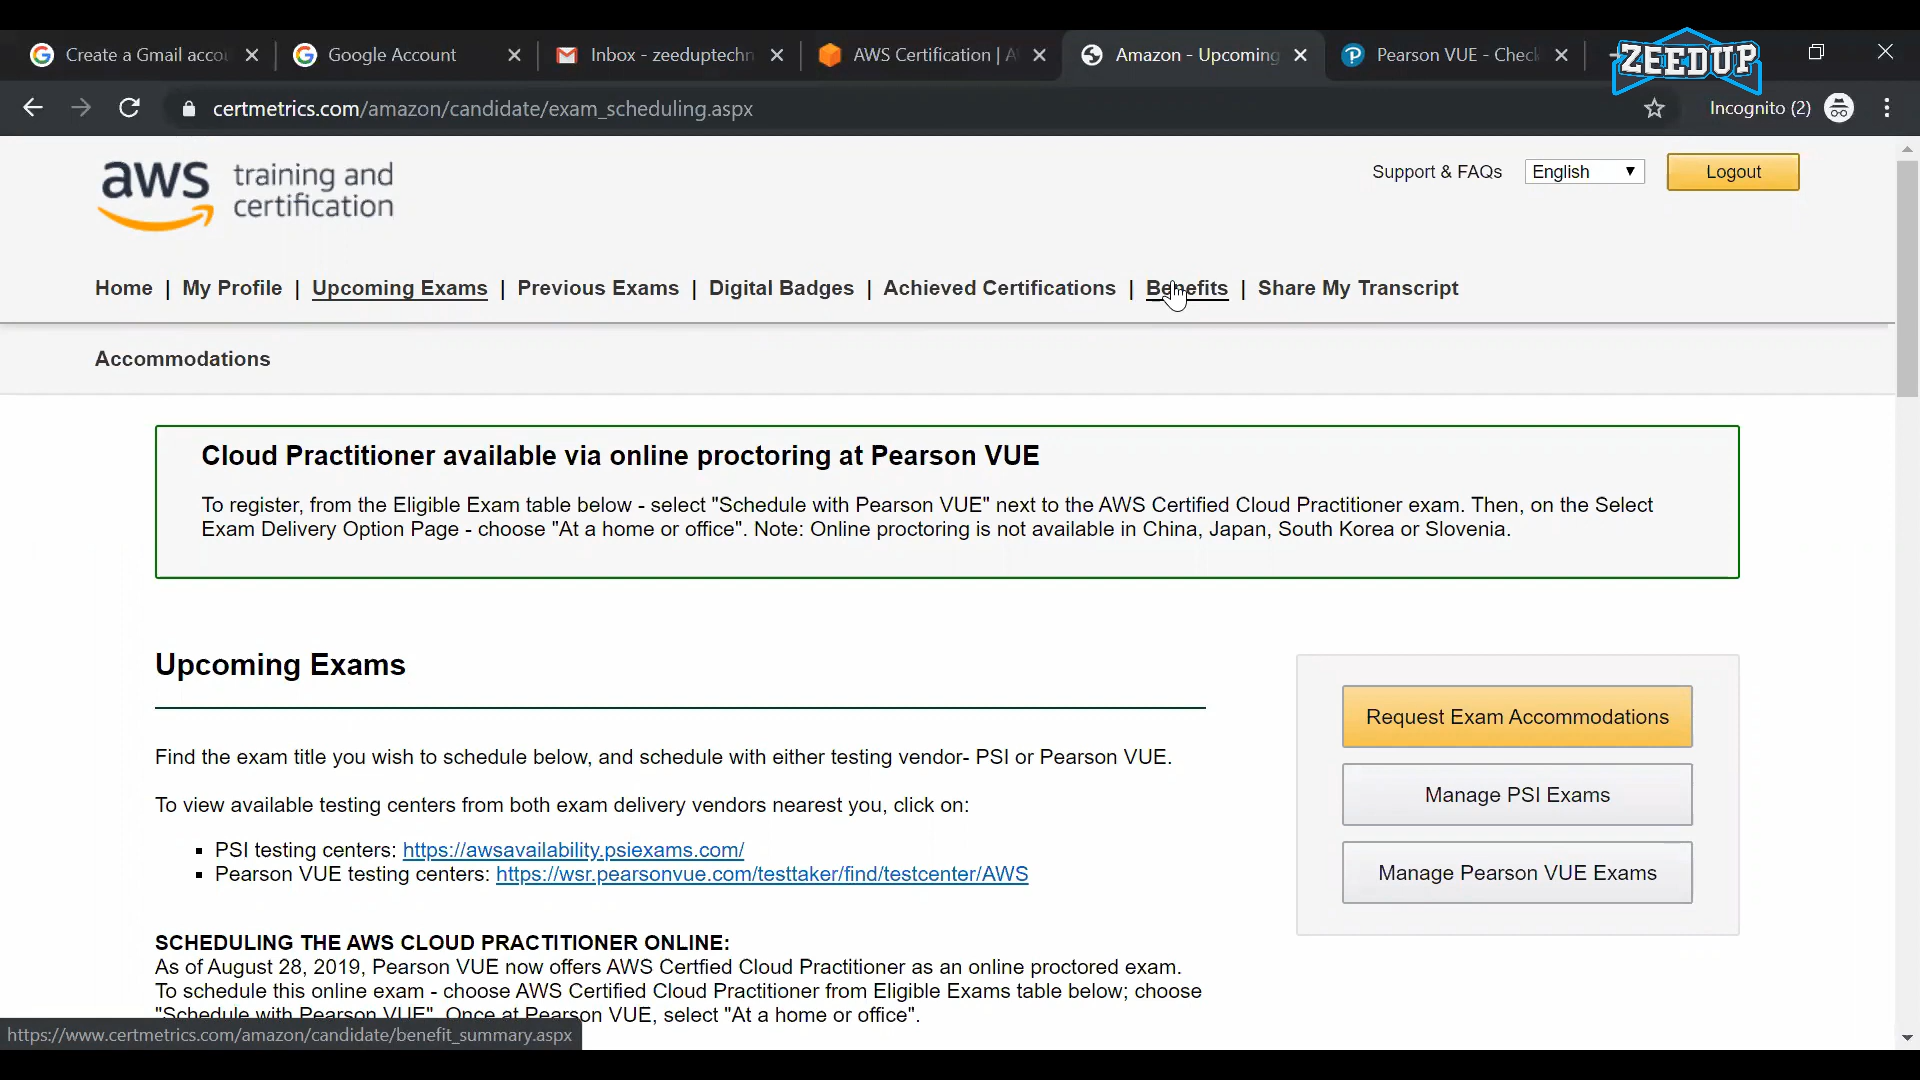 Create a Gmail accou
Google Account
Inbox - zeeduptechn
AWS Certification | A
Amazon - Upcoming
Pearson VUE - Chec
ZEEDUP
certmetrics.com/amazon/candidate/exam_scheduling.aspx
Incognito (2)
aws training and certification
Support & FAQs
English
Logout
Home | My Profile | Upcoming Exams | Previous Exams | Digital Badges | Achieved Certifications | Benefits | Share My Transcript
Accommodations
Cloud Practitioner available via online proctoring at Pearson VUE
To register, from the Eligible Exam table below - select "Schedule with Pearson VUE" next to the AWS Certified Cloud Practitioner exam. Then, on the Select
Exam Delivery Option Page - choose "At a home or office". Note: Online proctoring is not available in China, Japan, South Korea or Slovenia.
Upcoming Exams
Find the exam title you wish to schedule below, and schedule with either testing vendor- PSI or Pearson VUE.
To view available testing centers from both exam delivery vendors nearest you, click on:
PSI testing centers: https://awsavailability.psiexams.com/
Pearson VUE testing centers: https://wsr.pearsonvue.com/testtaker/find/testcenter/AWS
SCHEDULING THE AWS CLOUD PRACTITIONER ONLINE:
As of August 28, 2019, Pearson VUE now offers AWS Certfied Cloud Practitioner as an online proctored exam.
To schedule this online exam - choose AWS Certified Cloud Practitioner from Eligible Exams table below; choose
"Schedule with Pearson VUE". Once at Pearson VUE, select "At a home or office".
Request Exam Accommodations
Manage PSI Exams
Manage Pearson VUE Exams
https://www.certmetrics.com/amazon/candidate/benefit_summary.aspx